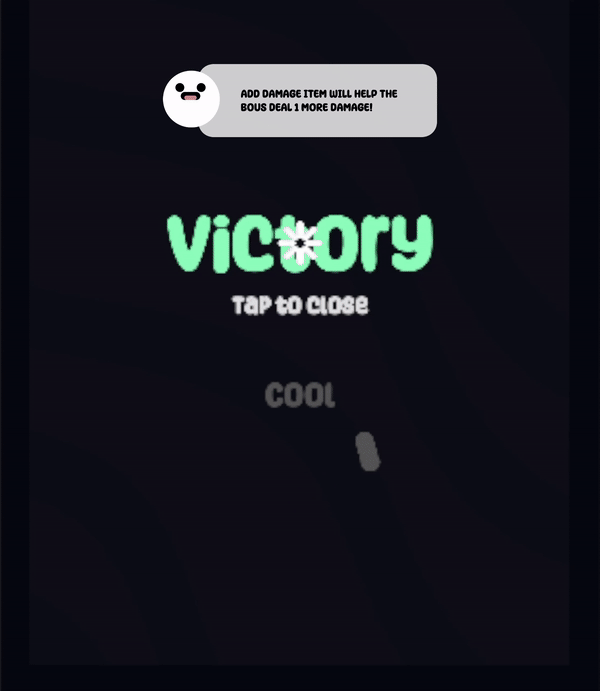 ADD DAMAGE ITEM WILL HELP THE
BOUS DEAL 1 MORE DAMAGE!
VictOry
Tap to Close
COOL